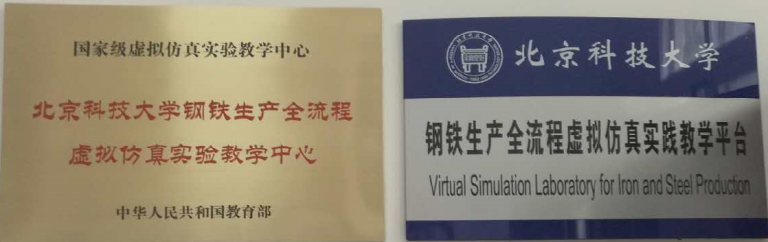 国家级虚拟仿真实验教学中心
北京科技大学钢铁生产全流程
虚拟仿真实验教学中心
中华人民共和国教育部
北京科技大学
钢铁生产全流程虚拟仿真实践教学平台
Virtual Simulation Laboratory for Iron and Steel Production